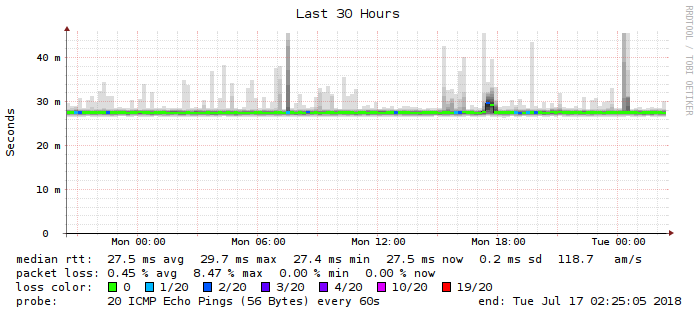 Last 30 Hours
RRDTOOL / TOBI OETIKER
Seconds
40 m
30 m
20 m
10 m
0
Mon 00:00 Mon 06:00 Mon 12:00 Mon 18:00 Tue 00:00
median rtt: 27.5 ms avg 29.7 ms max 27.4 ms min 27.5 ms now 0.2 ms sd 118.7 am/s
packet loss: 0.45 % avg 8.47 % max 0.00 % min 0.00 % now
loss color: 0 1/20 2/20 3/20 4/20 10/20 19/20
probe: 20 ICMP Echo Pings (56 Bytes) every 60s end: Tue Jul 17 02:25:05 2018